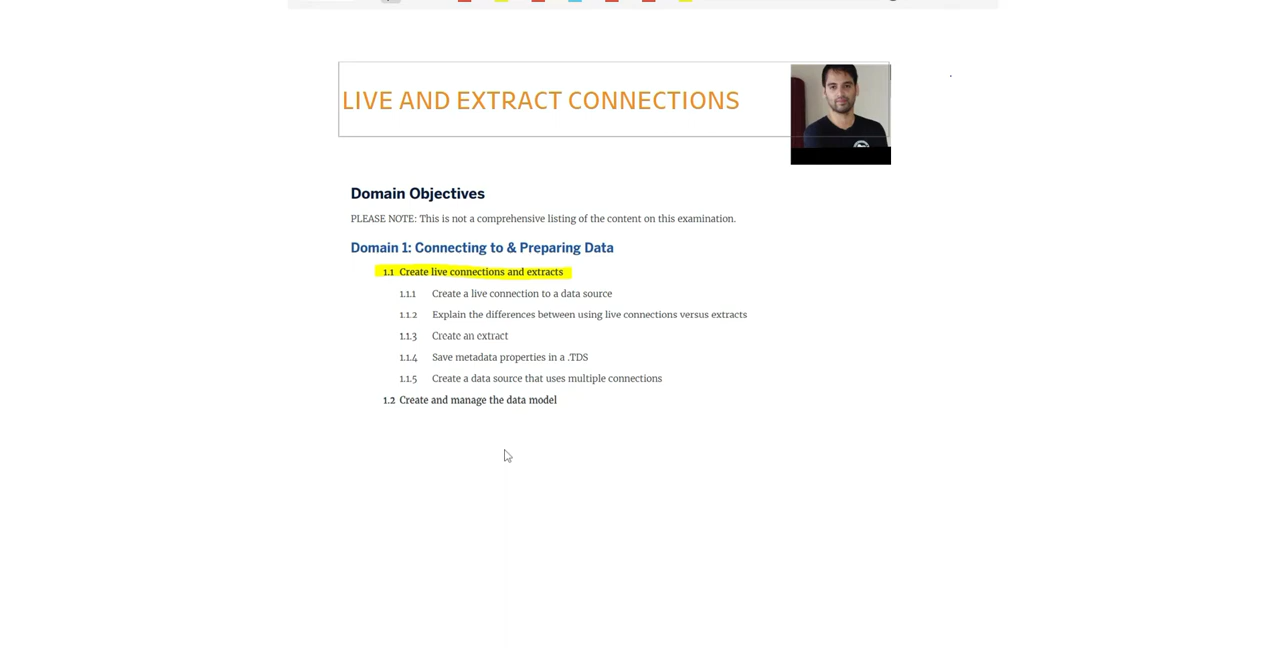 LIVE AND EXTRACT CONNECTIONS
Domain Objectives
PLEASE NOTE: This is not a comprehensive listing of the content on this examination.
Domain 1: Connecting to & Preparing Data
1.1 Create live connections and extracts
1.1.1 Create a live connection to a data source
1.1.2 Explain the differences between using live connections versus extracts
1.1.3 Create an extract
1.1.4 Save metadata properties in a .TDS
1.1.5 Create a data source that uses multiple connections
1.2 Create and manage the data model